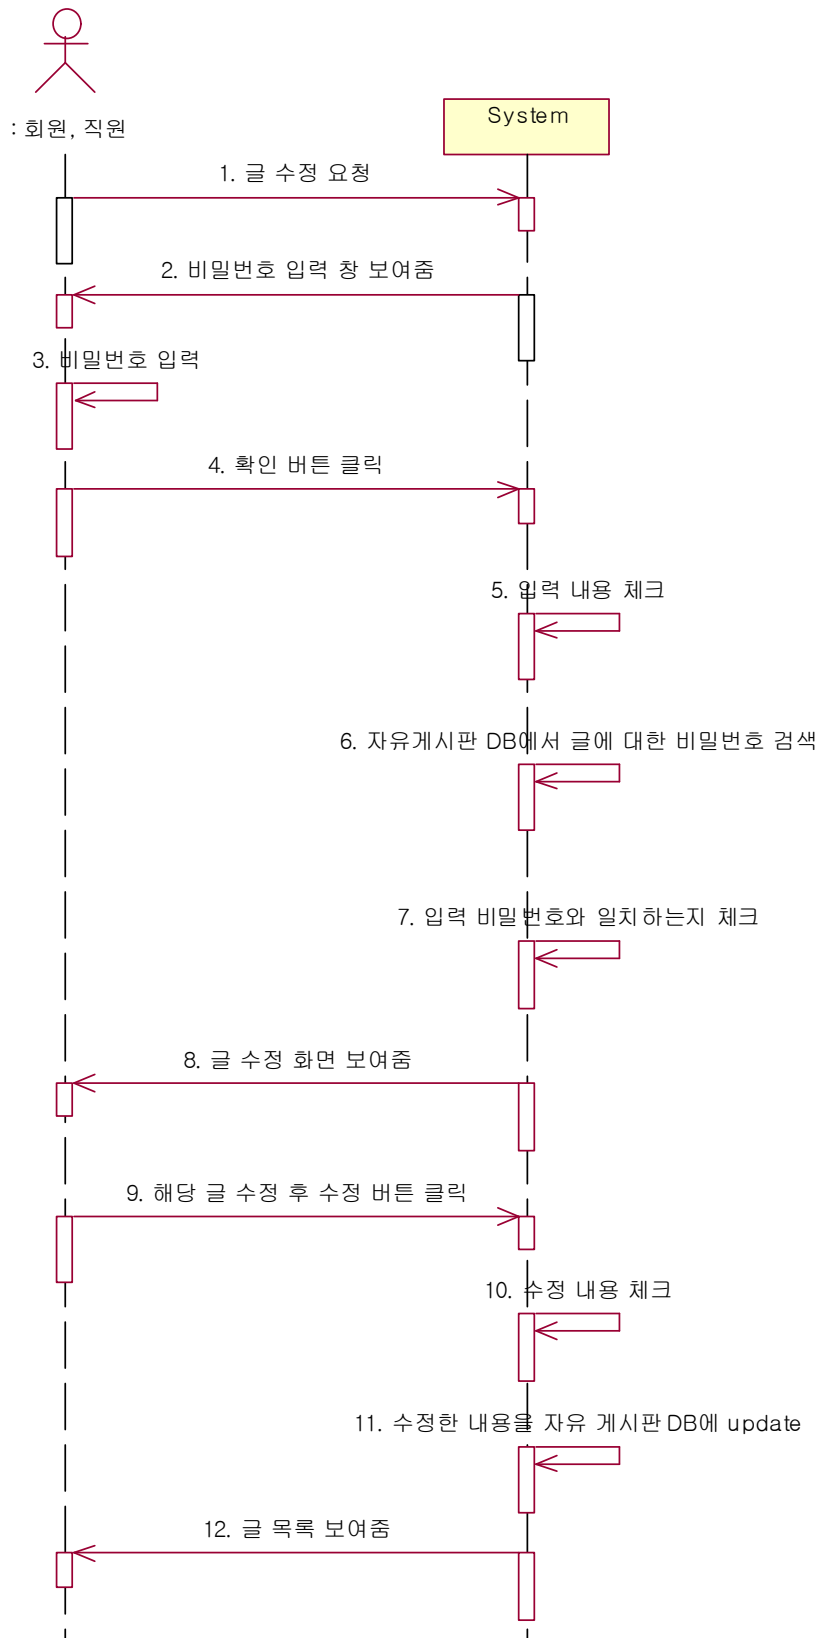 System
: 회원, 직원
1. 글 수정 요청
2. 비밀번호 입력 창 보여줌
3. 비밀번호 입력
4. 확인 버튼 클릭
5. 입력 내용 체크
6. 자유게시판 DB에서 글에 대한 비밀번호 검색
7. 입력 비밀번호와 일치하는지 체크
8. 글 수정 화면 보여줌
9. 해당 글 수정 후 수정 버튼 클릭
10. 수정 내용 체크
11. 수정한 내용을 자유 게시판 DB에 update
12. 글 목록 보여줌